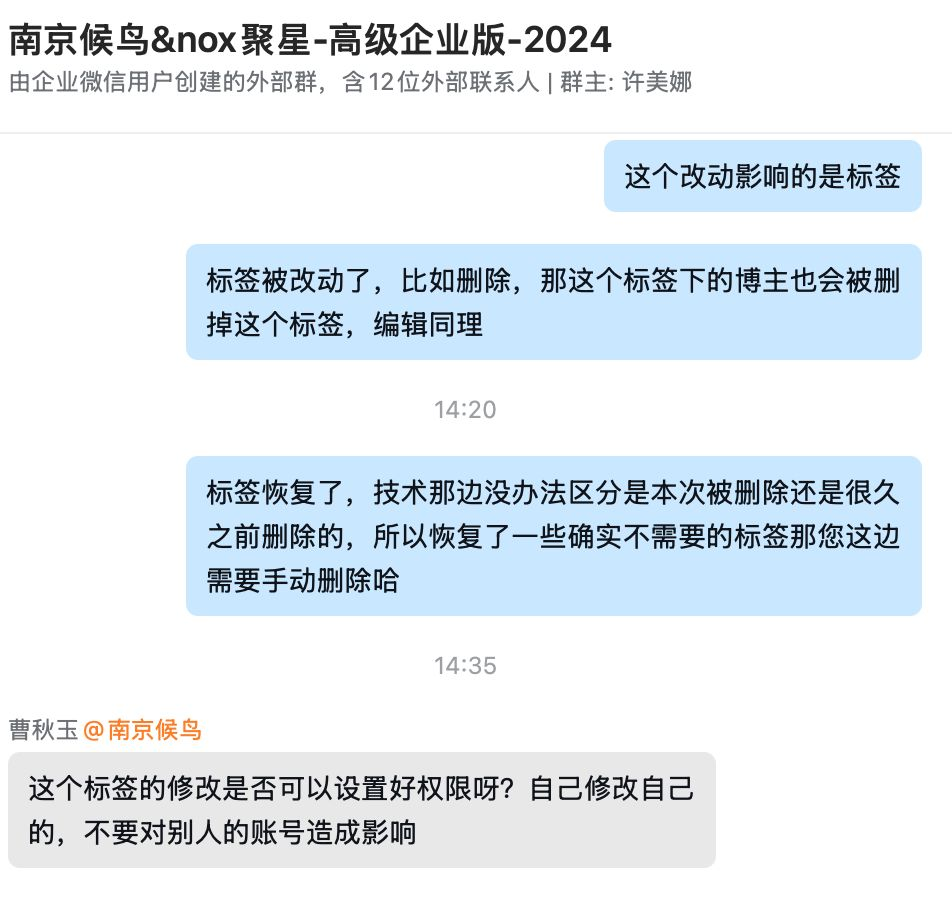 南京候鸟&nox聚星-高级企业版-2024
由企业微信用户创建的外部群，含12位外部联系人 | 群主: 许美娜
这个改动影响的是标签
标签被改动了，比如删除，那这个标签下的博主也会被删
掉这个标签，编辑同理
14:20
标签恢复了，技术那边没办法区分是本次被删除还是很久
之前删除的，所以恢复了一些确实不需要的标签那您这边
需要手动删除哈
14:35
曹秋玉@南京候鸟
这个标签的修改是否可以设置好权限呀？自己修改自己
的，不要对别人的账号造成影响